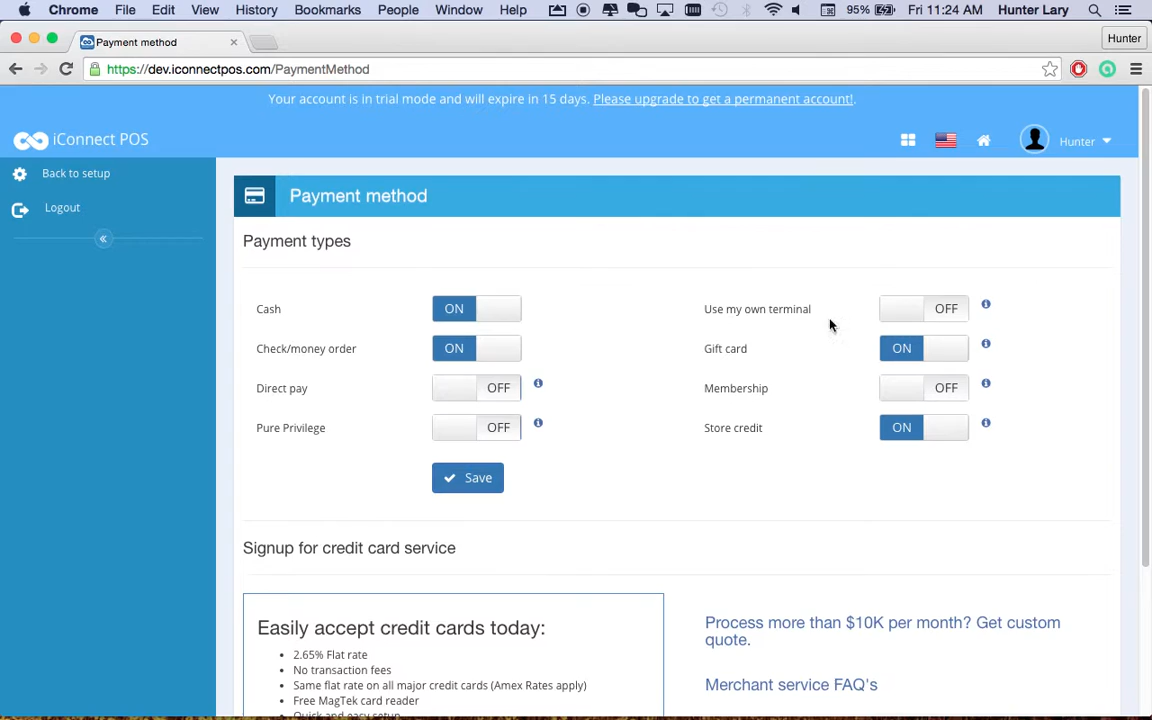 Chrome File Edit View History Bookmarks People Window Help 95% Fri 11:24 AM Hunter Lary
Payment method Hunter
https://dev.iconnectpos.com/PaymentMethod
Your account is in trial mode and will expire in 15 days. Please upgrade to get a permanent account!.
iConnect POS Hunter
Back to setup
Logout
Payment method
Payment types
Cash ON Use my own terminal OFF
Check/money order ON Gift card ON
Direct pay OFF Membership OFF
Pure Privilege OFF Store credit ON
Save
Signup for credit card service
Easily accept credit cards today:
• 2.65% Flat rate
• No transaction fees
• Same flat rate on all major credit cards (Amex Rates apply)
• Free MagTek card reader
• Quick and easy setup
Process more than $10K per month? Get custom
quote.
Merchant service FAQ's